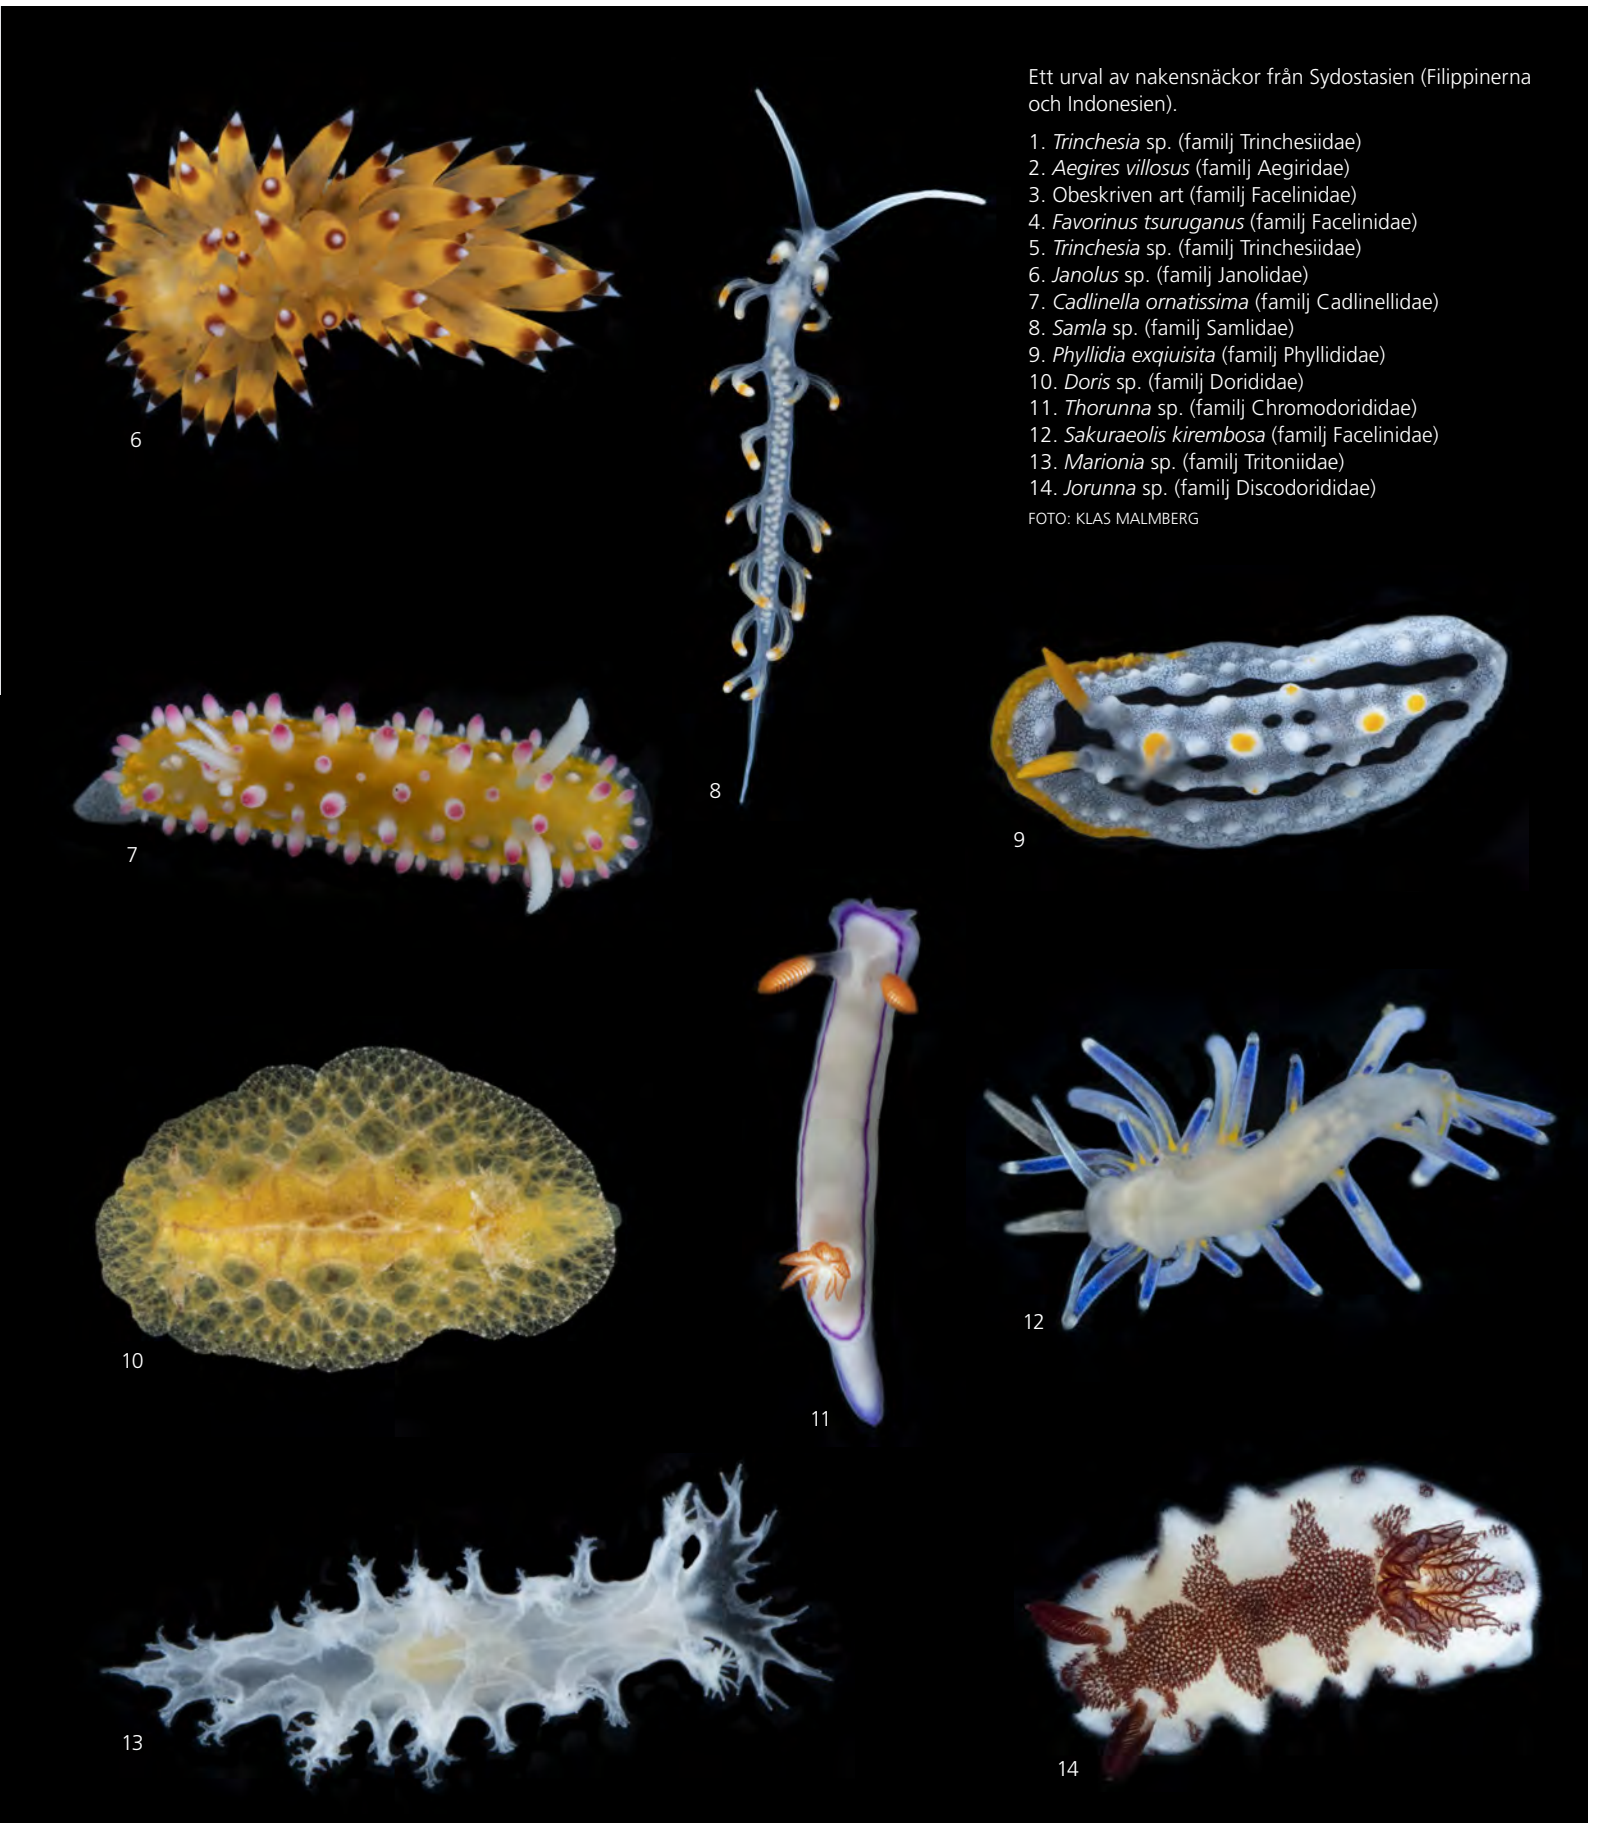 Ett urval av nakensnäckor från Sydostasien (Filippinerna
och Indonesien).
1. Trinchesia sp. (familj Trinchesiidae)
2. Aegires villosus (familj Aegiridae)
3. Obeskriven art (familj Facelinidae)
4. Favorinus tsuruganus (familj Facelinidae)
5. Trinchesia sp. (familj Trinchesiidae)
6. Janolus sp. (familj Janolidae)
7. Cadlinella ornatissima (familj Cadlinellidae)
8. Samla sp. (familj Samlidae)
9. Phyllidia exqiuisita (familj Phyllididae)
10. Doris sp. (familj Dorididae)
11. Thorunna sp. (familj Chromodorididae)
12. Sakuraeolis kirembosa (familj Facelinidae)
13. Marionia sp. (familj Tritoniidae)
14. Jorunna sp. (familj Discodorididae)
FOTO: KLAS MALMBERG
6
8
7
9
10
11
12
13
14